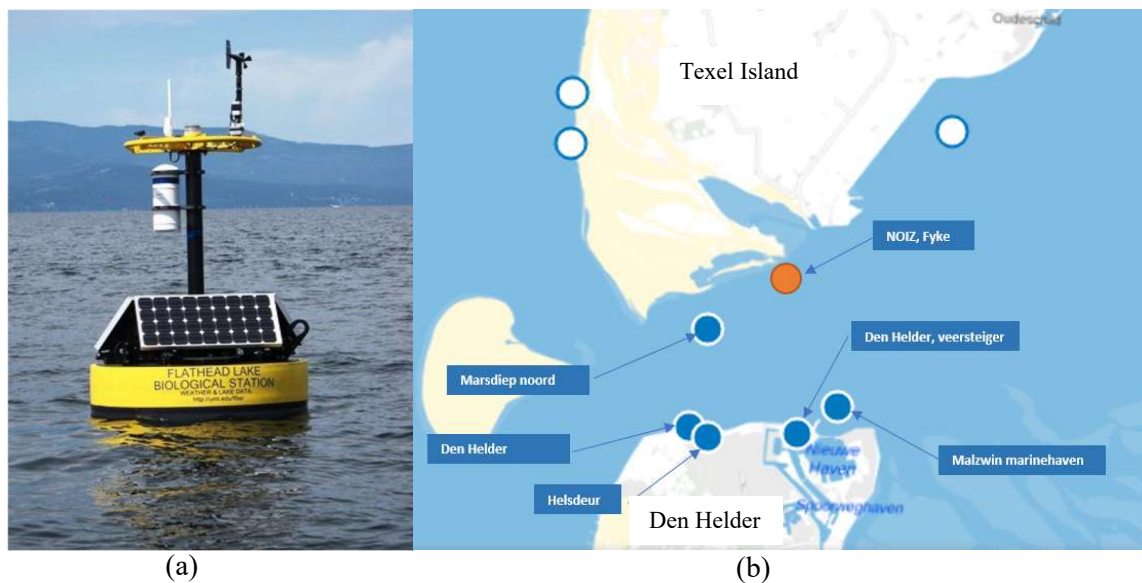 FLATHEAD LAKE
BIOLOGICAL STATION
WEATHER & LAKE DATA:
Oudeschild
Texel Island
NOIZ, Fyke
Den Helder, veersteiger
Marsdiep noord
Den Helder
Malzwin marinehaven
Helsdeur
Nieuwe
Haven
Spoorweghaven
Den Helder
(a)
(b)